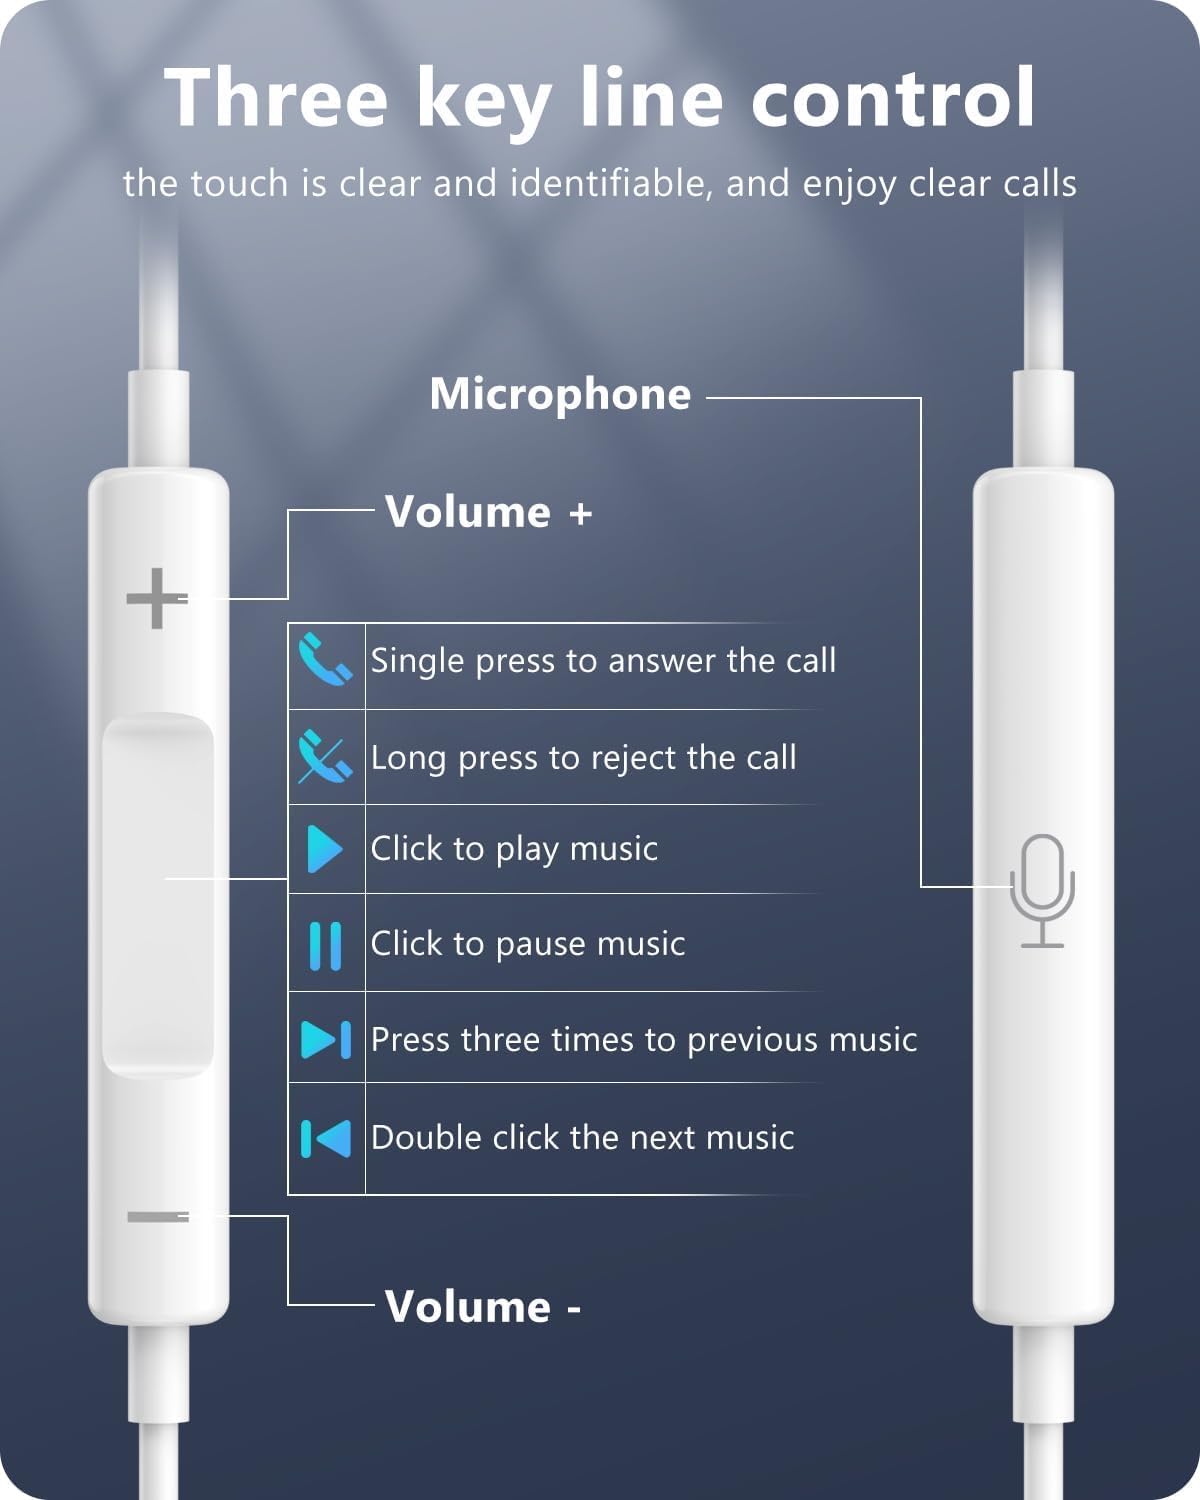 Three key line control
the touch is clear and identifiable, and enjoy clear calls
Microphone
Volume +
Single press to answer the call
Long press to reject the call
Click to play music
Click to pause music
Press three times to previous music
Double click the next music
Volume -